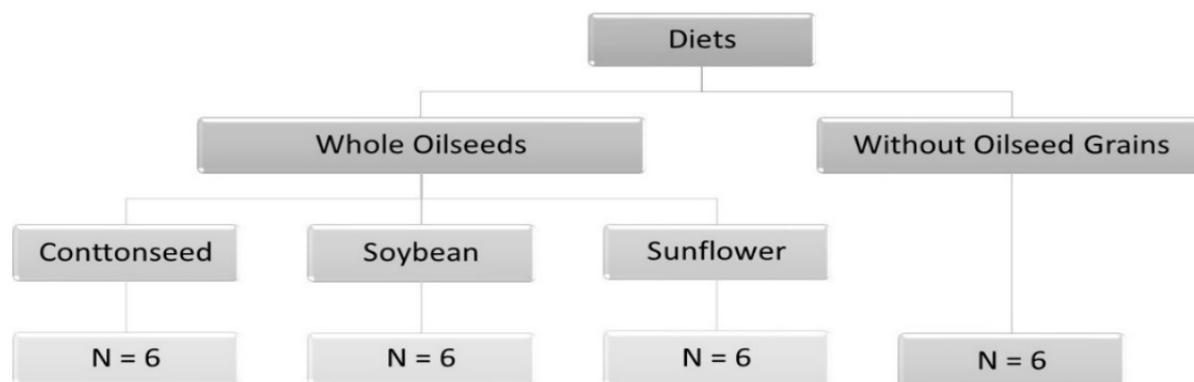 Diets
Whole Oilseeds
Without Oilseed Grains
Conttonseed
Soybean
Sunflower
N = 6
N = 6
N = 6
N = 6